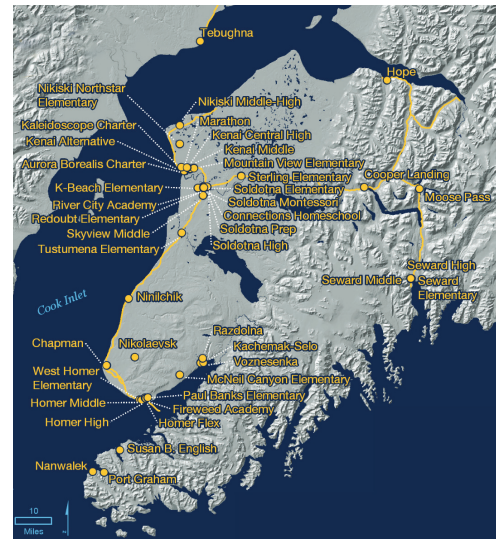 Tebughna
Hope
Nikiski Northstar
Elementary
Nikiski Middle-High
Kaleidoscope Charter
Marathon
Kenai Central High
Kenai Alternative
Kenai Middle
Aurora Borealis Charter
Mountain View Elementary
Sterling Elementary
Cooper Landing
K-Beach Elementary
Soldotna Elementary
Moose Pass
River City Academy
Soldotna Montessori
Redoubt Elementary
Connections Homeschool
Skyview Middle
Soldotna Prep
Tustumena Elementary
Soldotna High
Seward High
Seward Middle
Seward
Elementary
Cook Inlet
Ninilchik
Razdolna
Chapman
Nikolaevsk
Kachemak-Selo
Voznesenka
West Homer
Elementary
McNeil Canyon Elementary
Homer Middle
Paul Banks Elementary
Fireweed Academy
Homer High
Homer Flex
Susan B. English
Nanwalek
Port Graham
10
Miles